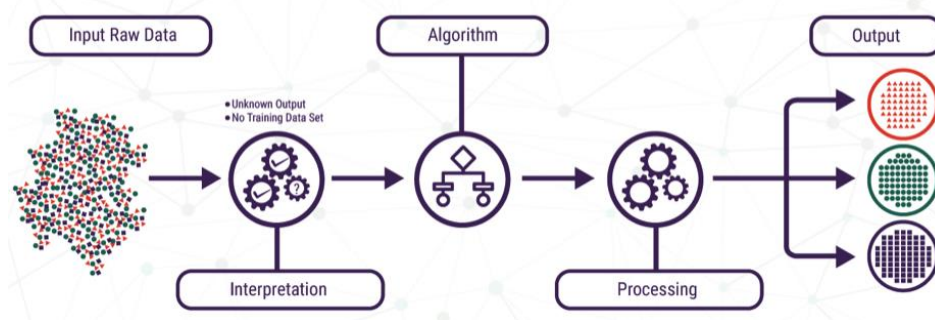 Input Raw Data
Algorithm
Output
• Unknown Output
• No Training Data Set
?
Interpretation
Processing